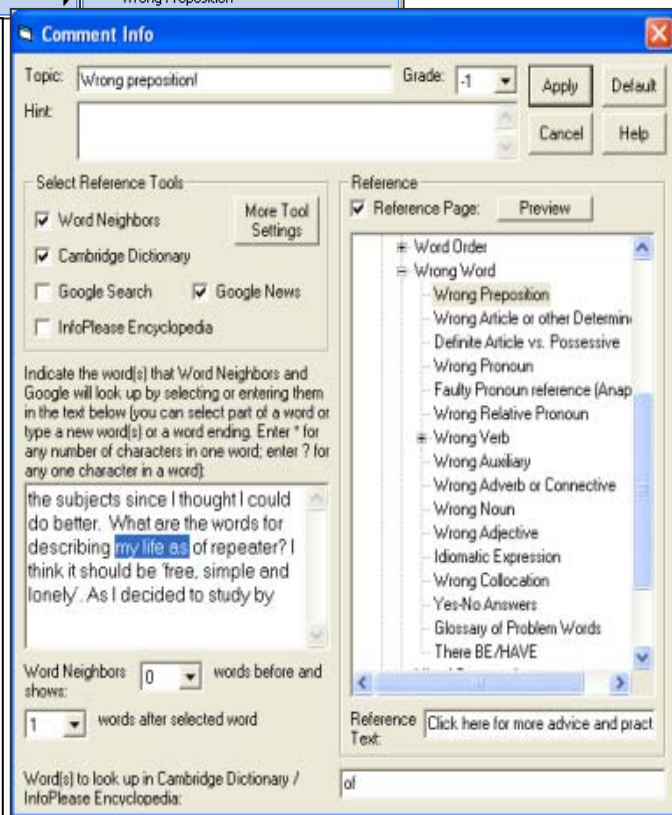 Wrong Preposition
Comment Info
Topic: Wrong preposition! Grade: -1 Apply Default
Hint: Cancel Help
Select Reference Tools
Word Neighbors More Tool Settings
Cambridge Dictionary
Google Search Google News
InfoPlease Encyclopedia
Indicate the word(s) that Word Neighbors and
Google will look up by selecting or entering them
in the text below (you can select part of a word or
type a new word(s) or a word ending. Enter * for
any number of characters in one word; enter ? for
any one character in a word):
the subjects since I thought I could
do better. What are the words for
describing my life as of repeater? I
think it should be 'free, simple and
lonely'. As I decided to study by
Word Neighbors 0 words before and
shows:
1 words after selected word
Reference
Reference Page: Preview
Word Order
Wrong Word
Wrong Preposition
Wrong Article or other Determin
Definite Article vs. Possessive
Wrong Pronoun
Faulty Pronoun reference (Anap
Wrong Relative Pronoun
Wrong Verb
Wrong Auxiliary
Wrong Adverb or Connective
Wrong Noun
Wrong Adjective
Idiomatic Expression
Wrong Collocation
Yes-No Answers
Glossary of Problem Words
There BE/HAVE
Reference Text: Click here for more advice and pract
Word(s) to look up in Cambridge Dictionary /
InfoPlease Encyclopedia: of